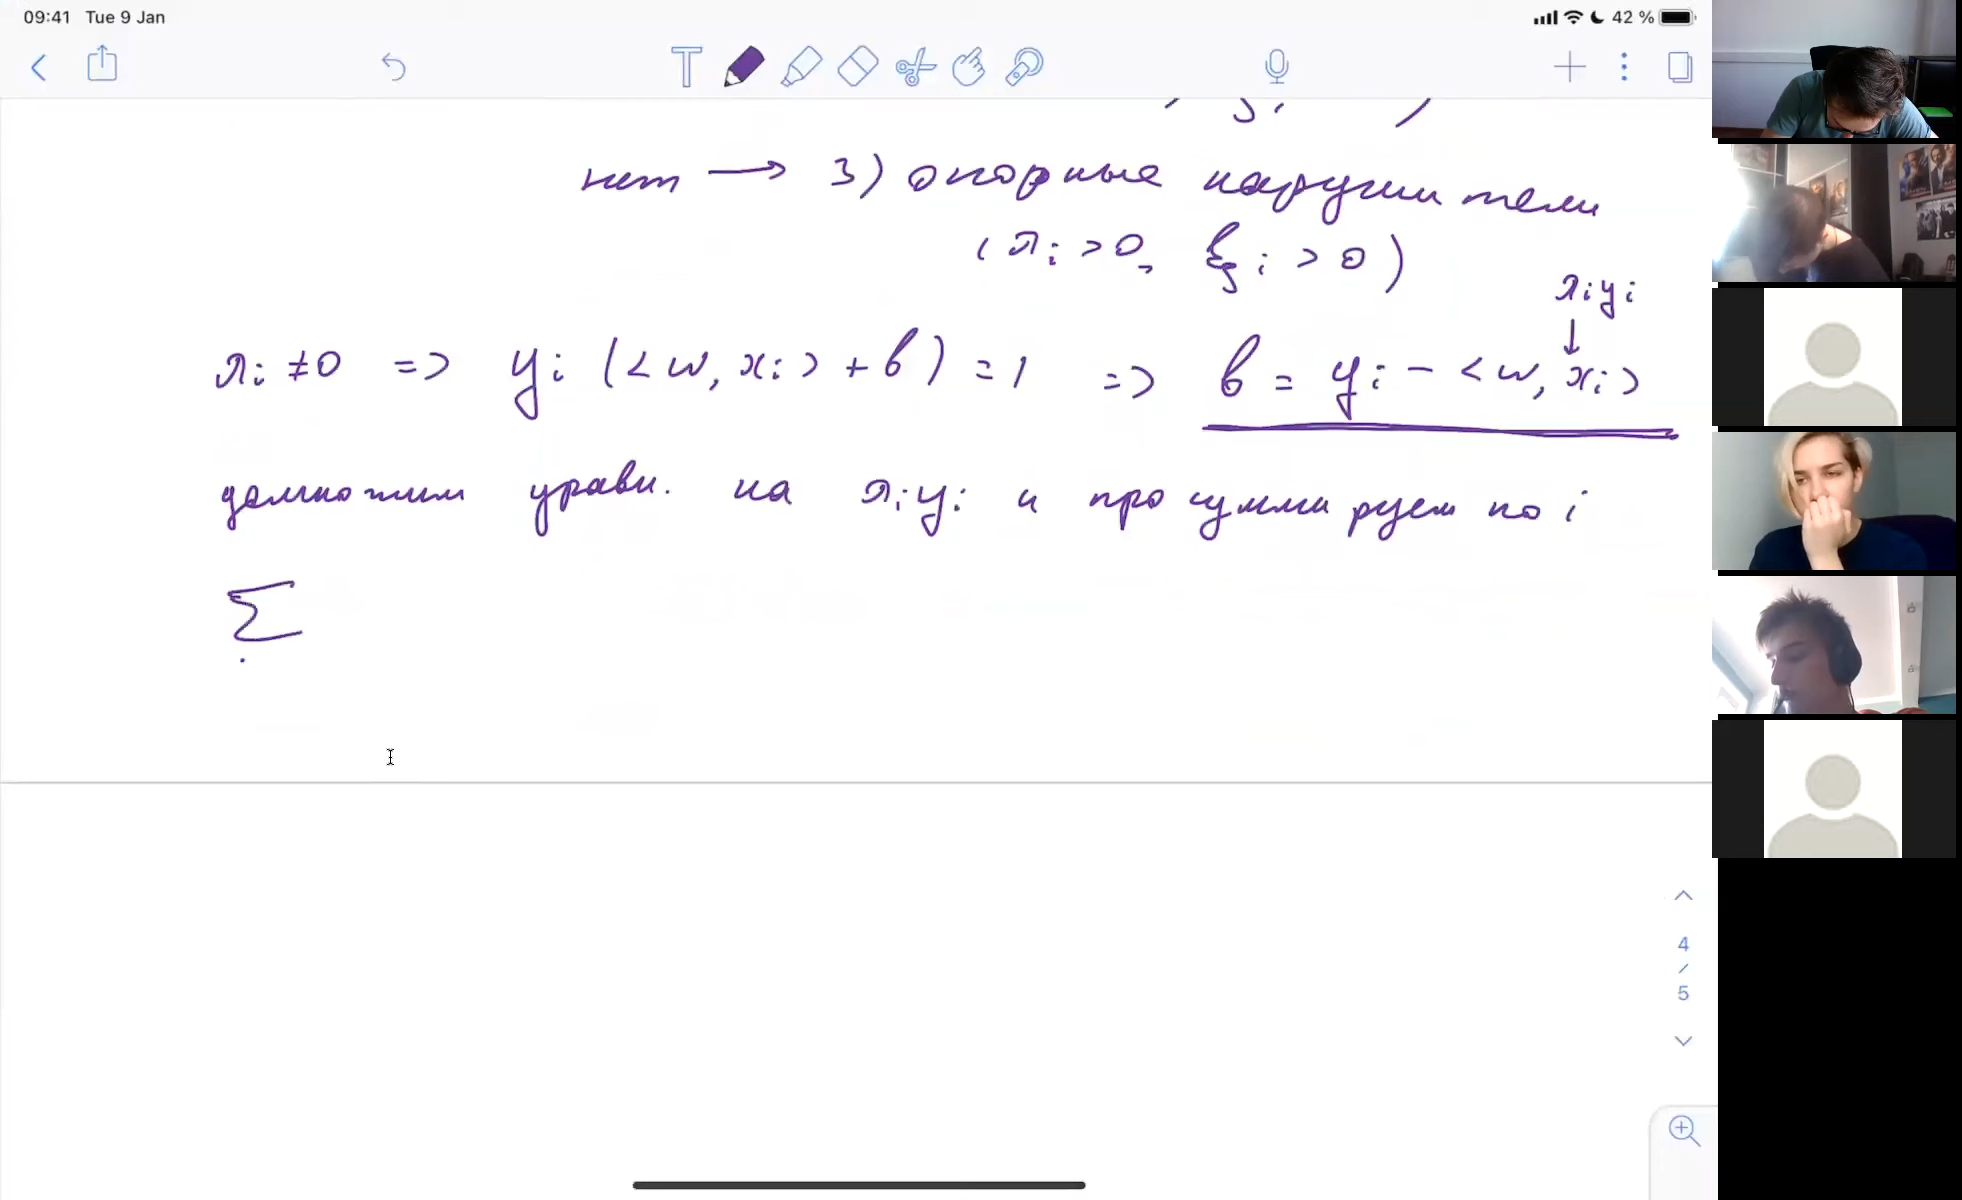 09:41 Tue 9 Jan 42 %
нет → 3) опорные нарушители
(λi > 0, ξi > 0)
λiyi
↓
λi ≠ 0 => yi (<w, xi> + b) = 1 => b = yi - <w, xi>
домножим уравн. на λiyi и просуммируем по i
Σ
4
/
5